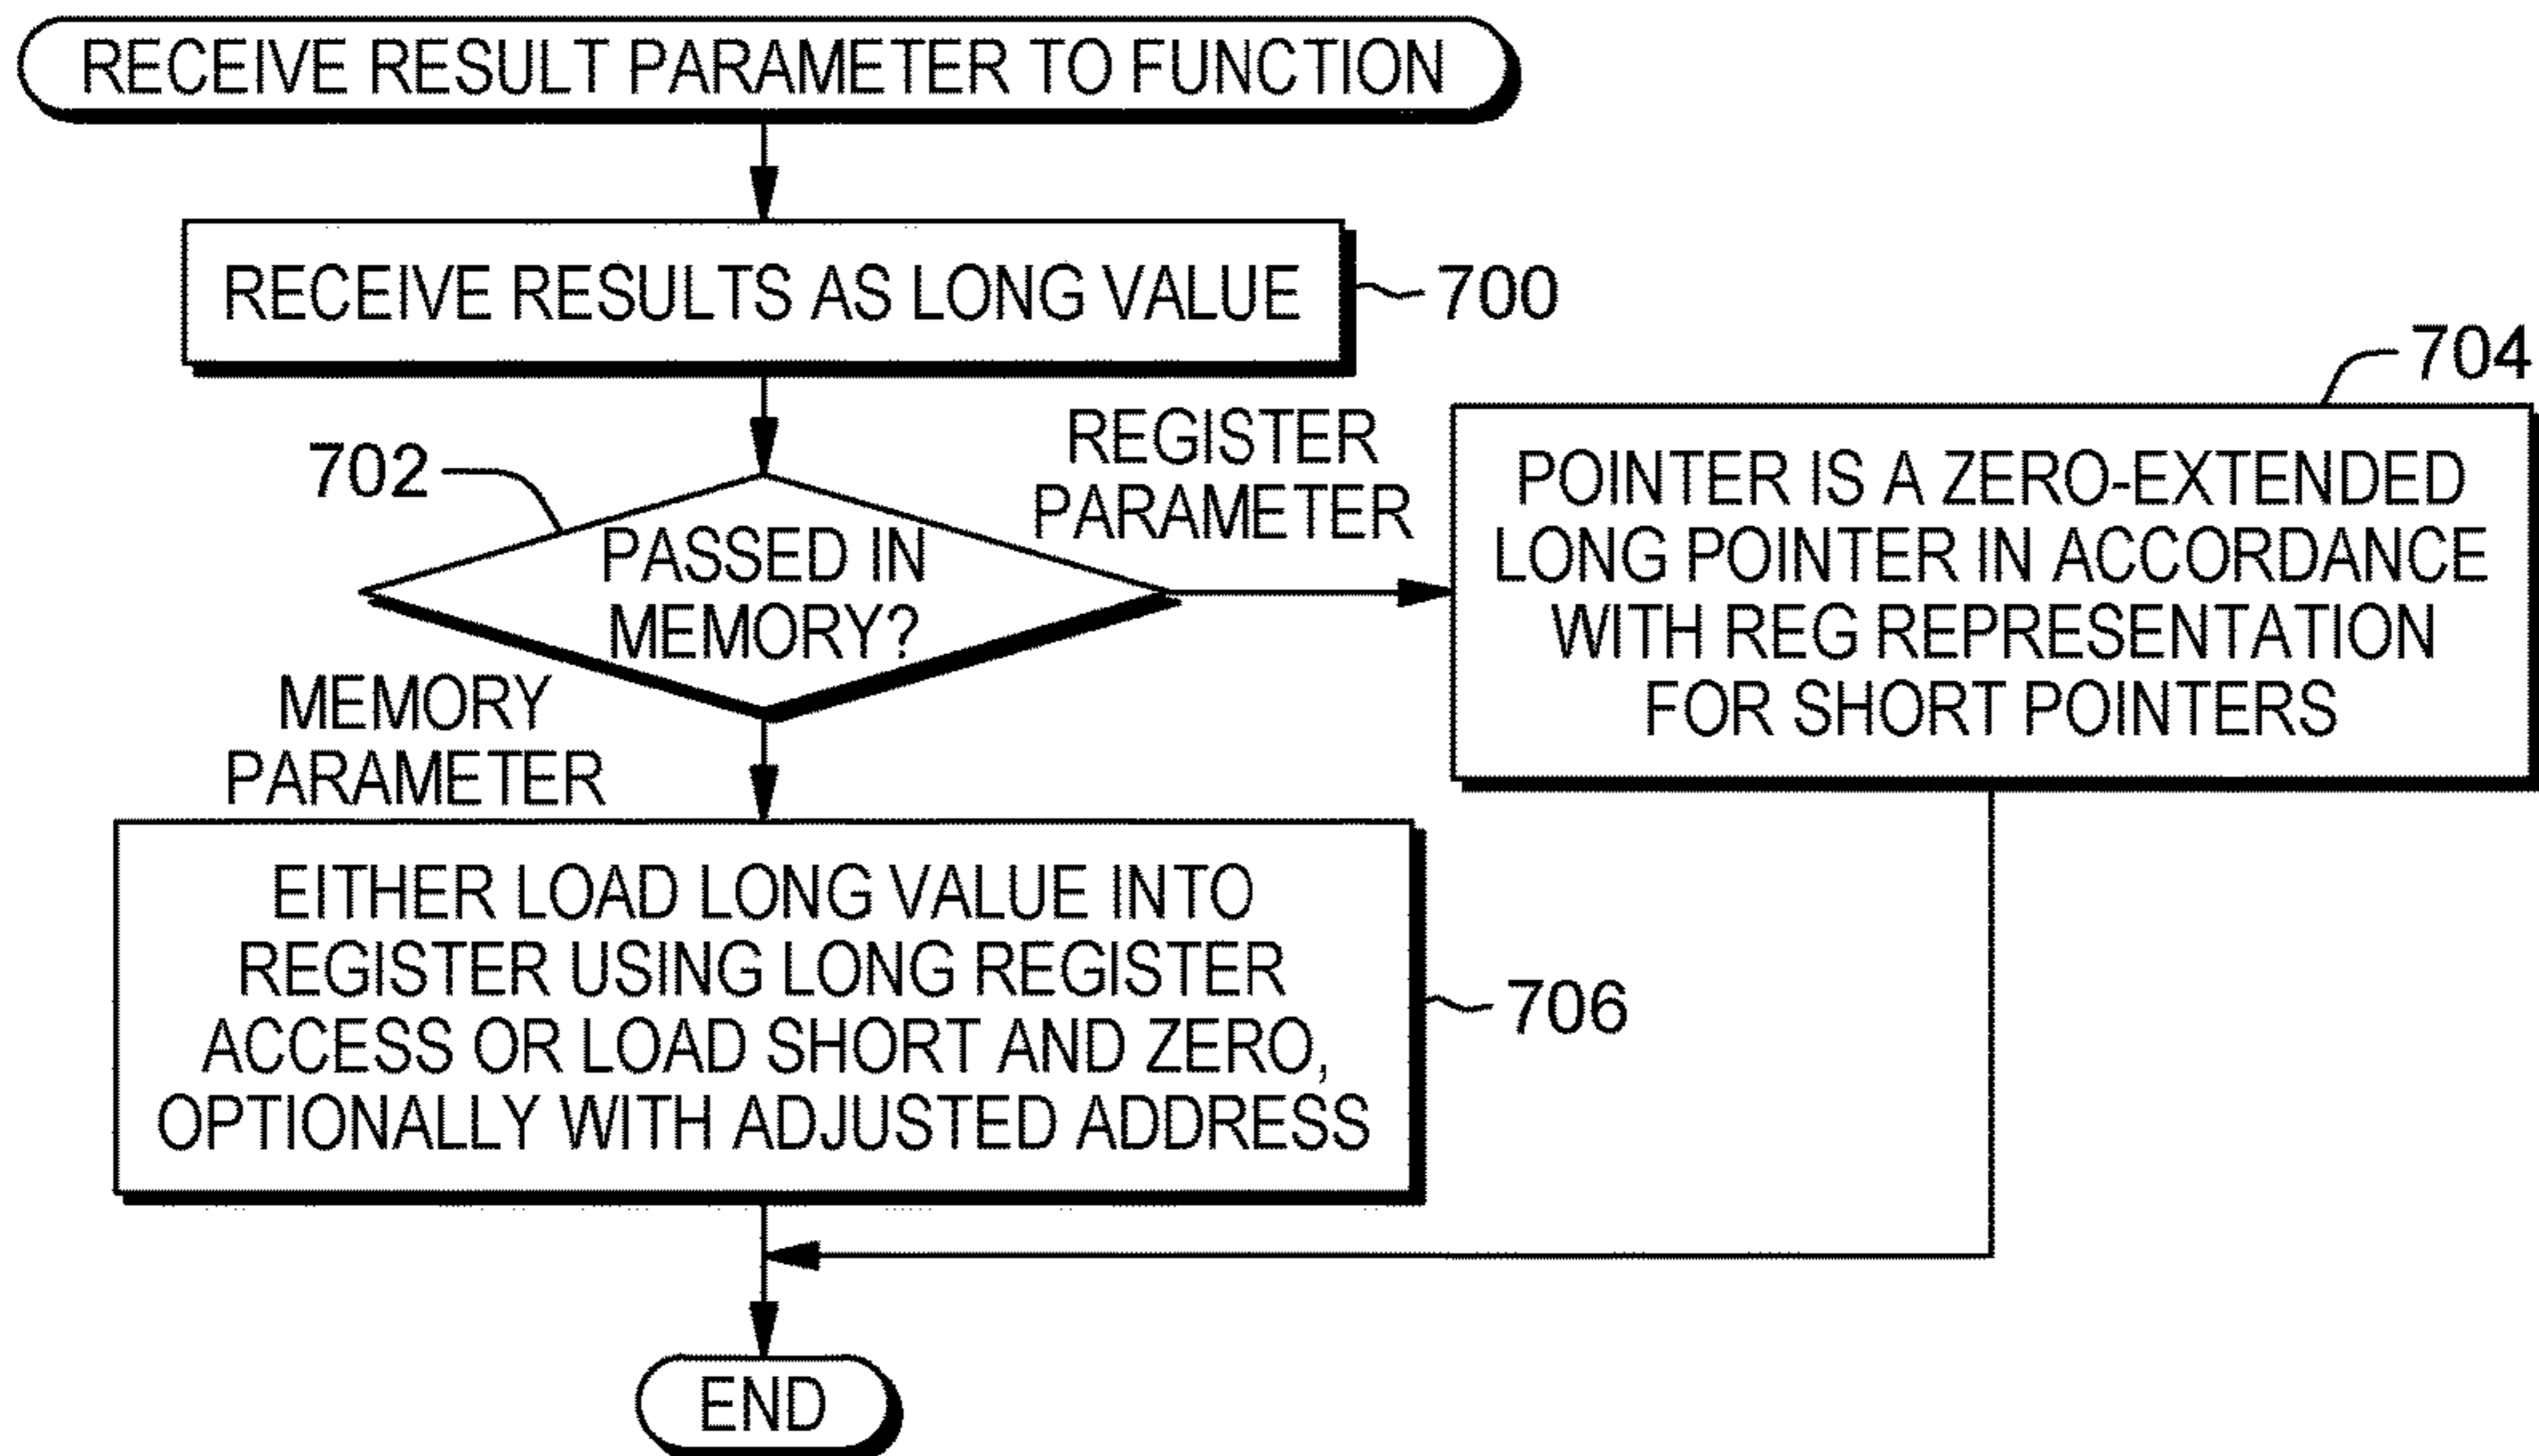 RECEIVE RESULT PARAMETER TO FUNCTION
RECEIVE RESULTS AS LONG VALUE
700
702
PASSED IN
MEMORY?
REGISTER
PARAMETER
704
POINTER IS A ZERO-EXTENDED
LONG POINTER IN ACCORDANCE
WITH REG REPRESENTATION
FOR SHORT POINTERS
MEMORY
PARAMETER
EITHER LOAD LONG VALUE INTO
REGISTER USING LONG REGISTER
ACCESS OR LOAD SHORT AND ZERO,
OPTIONALLY WITH ADJUSTED ADDRESS
706
END